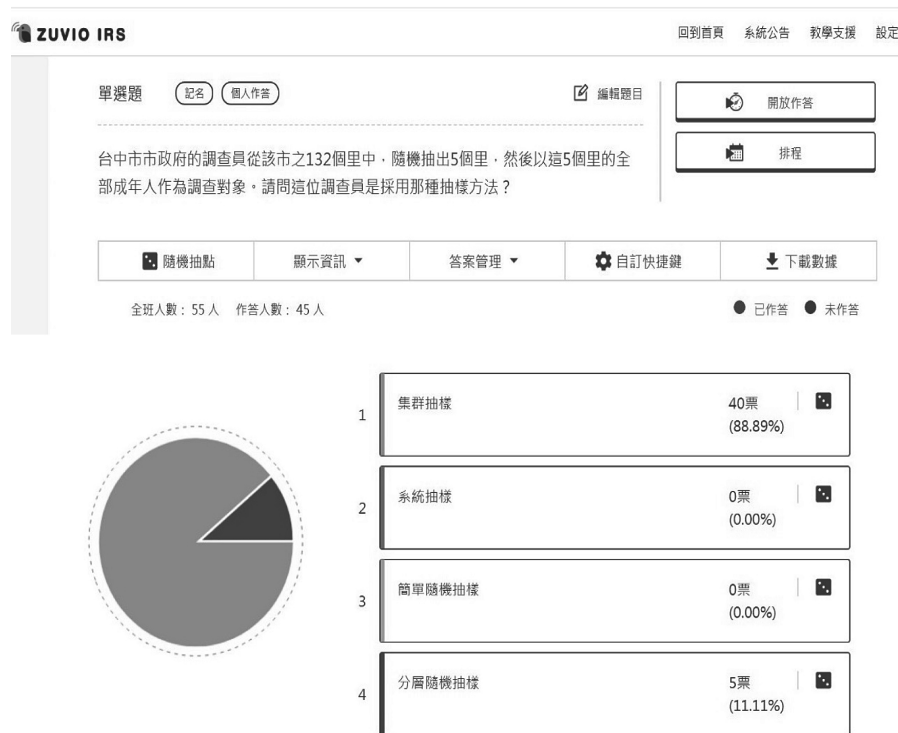 ZUVIO IRS 回到首頁 系統公告 教學支援 設定
單選題 記名 個人作答 編輯題目
開放作答
排程
台中市市政府的調查員從該市之132個里中，隨機抽出5個里，然後以這5個里的全
部成年人作為調查對象。請問這位調查員是採用那種抽樣方法？
隨機抽點 顯示資訊 答案管理 自訂快捷鍵 下載數據
全班人數：55人 作答人數：45人 已作答 未作答
1 集群抽樣 40票
(88.89%)
2 系統抽樣 0票
(0.00%)
3 簡單隨機抽樣 0票
(0.00%)
4 分層隨機抽樣 5票
(11.11%)